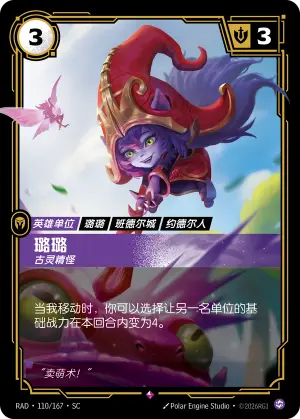 3
3
英雄单位 璐璐 班德尔城 约德尔人
璐璐
古灵精怪
当我移动时，你可以选择让另一名单位的基
础战力在本回合内变为4。
"卖萌术！"
RAD • 110/167 • SC
Polar Engine Studio • ©2026RGI